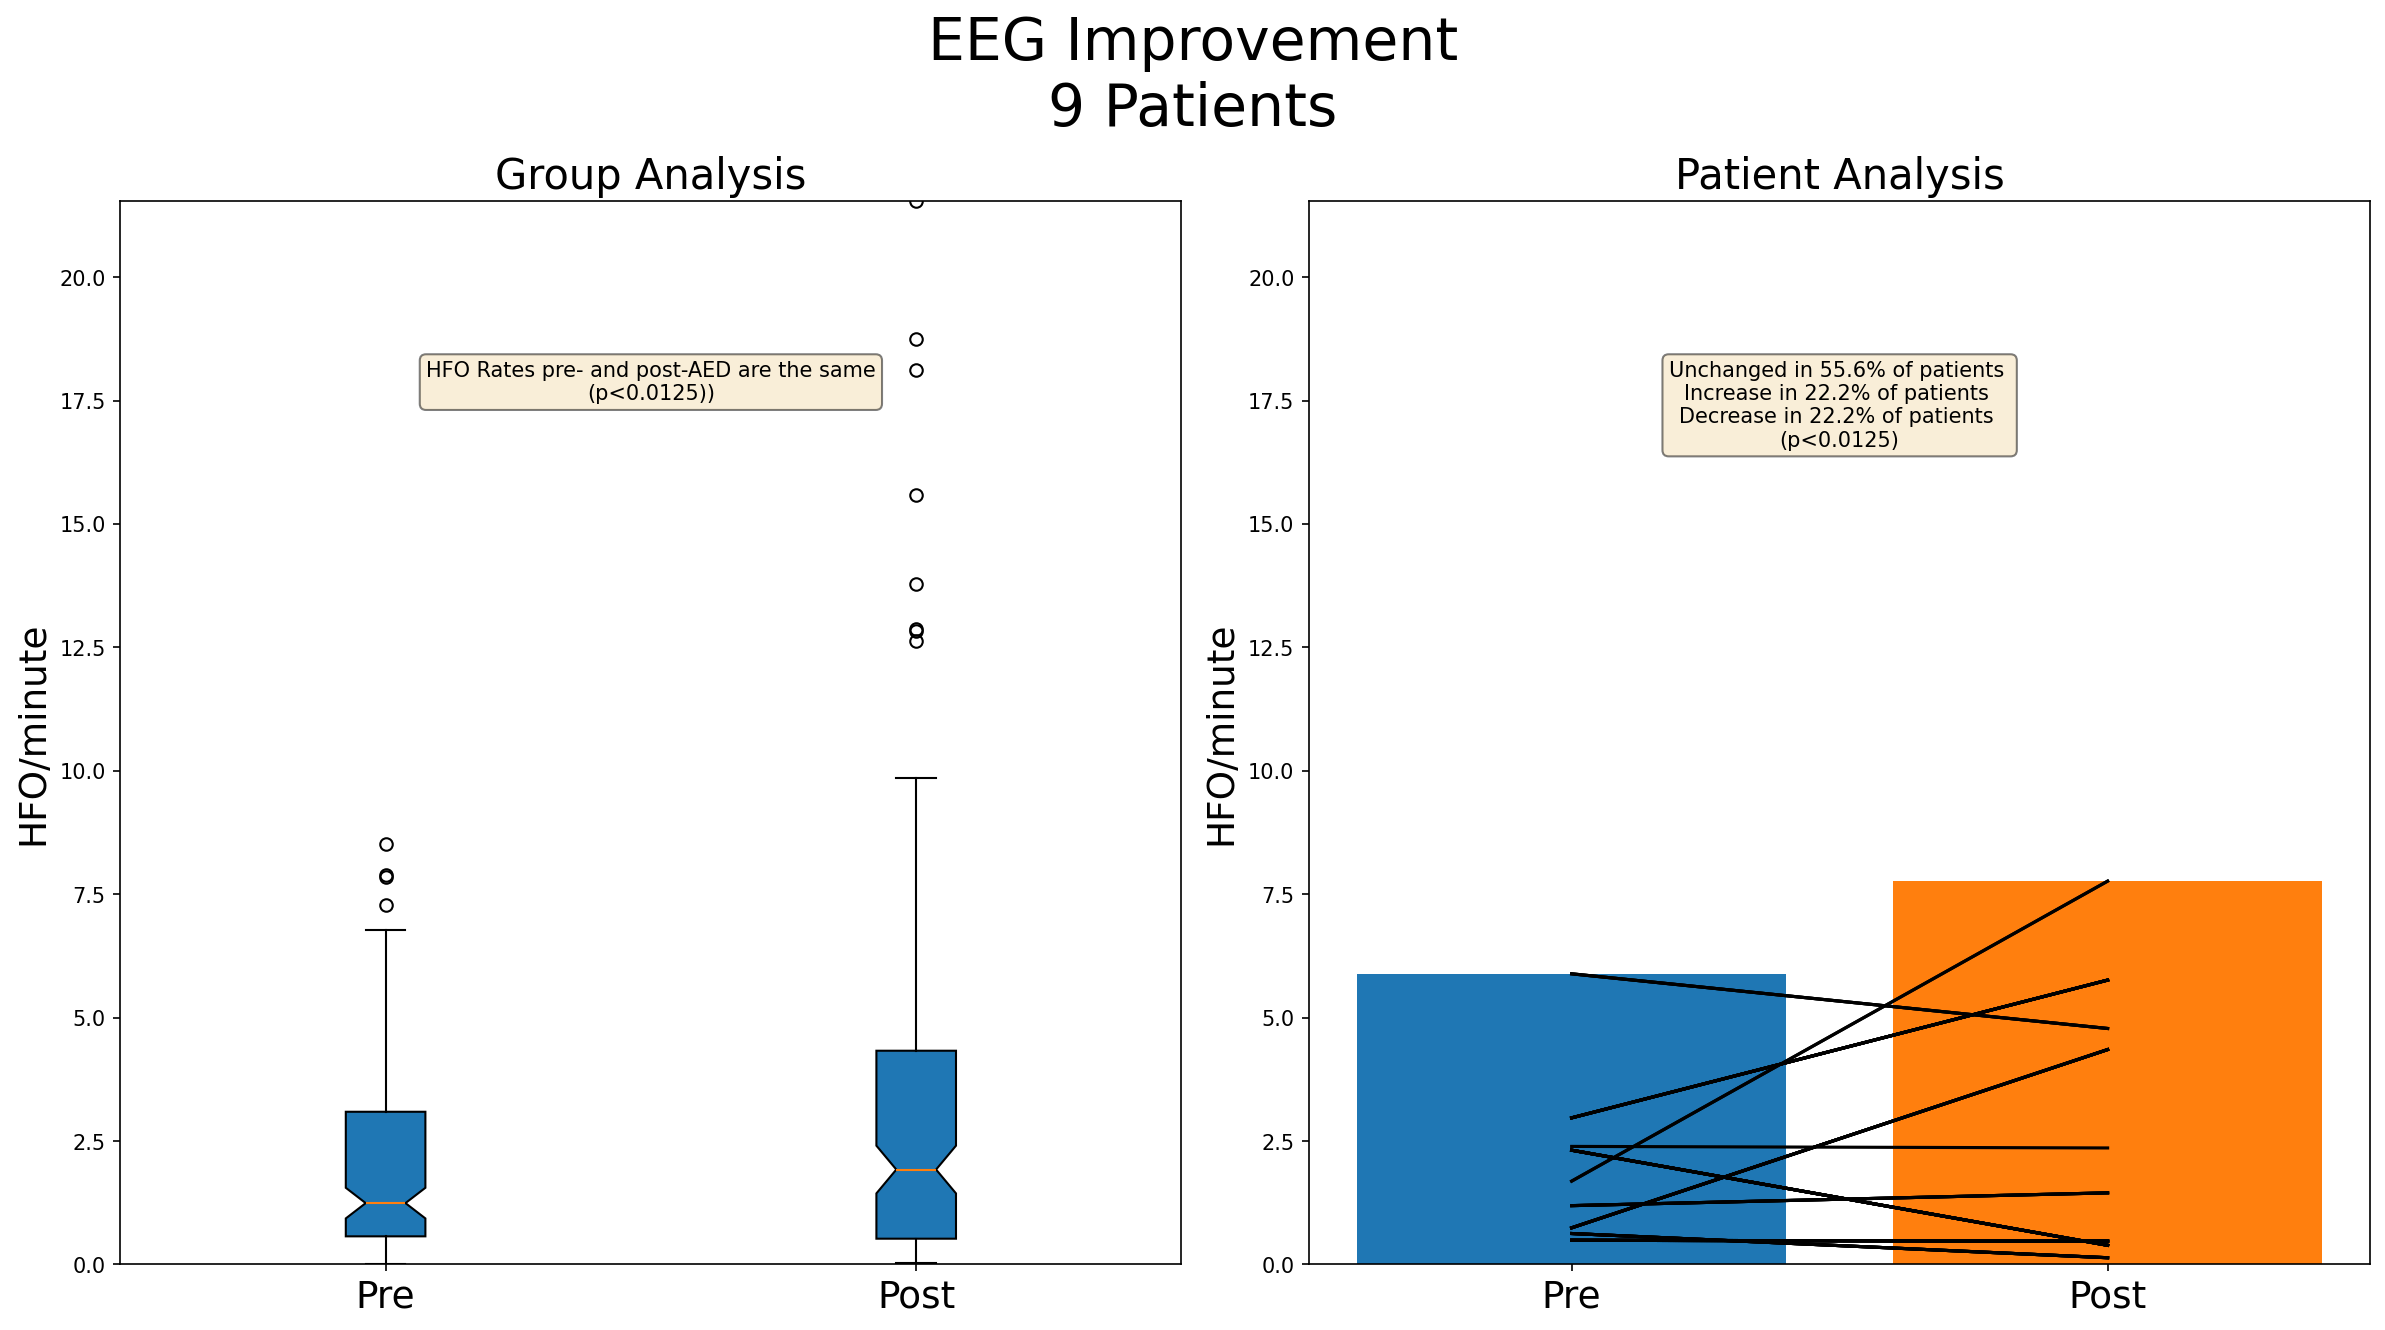 EEG Improvement
9 Patients
Group Analysis
HFO/minute
20.0
17.5
15.0
12.5
10.0
7.5
5.0
2.5
0.0
HFO Rates pre- and post-AED are the same
(p<0.0125))
Pre
Post
Patient Analysis
HFO/minute
20.0
17.5
15.0
12.5
10.0
7.5
5.0
2.5
0.0
Unchanged in 55.6% of patients
Increase in 22.2% of patients
Decrease in 22.2% of patients
(p<0.0125)
Pre
Post